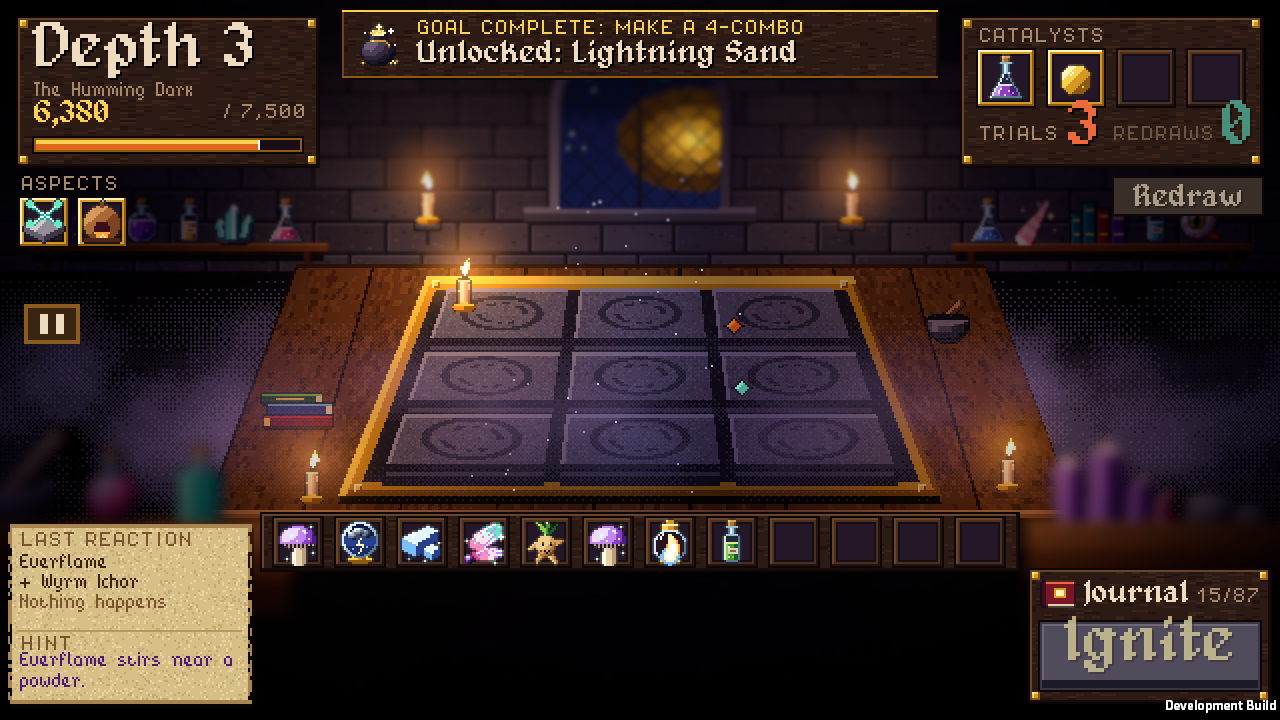 Depth 3
The Humming Dark
6,380 / 7,500
ASPECTS
GOAL COMPLETE: MAKE A 4-COMBO
Unlocked: Lightning Sand
CATALYSTS
TRIALS 3 REDRAWS 0
Redraw
LAST REACTION
Everflame
+ Wyrm Ichor
Nothing happens
HINT
Everflame stirs near a
powder.
Journal 15/87
Ignite
Development Build